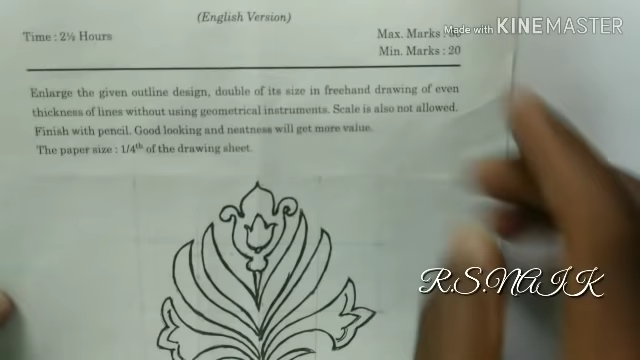 (English Version)
Made with KINEMASTER
Time : 2½ Hours
Max. Marks :
Min. Marks : 20
Enlarge the given outline design, double of its size in freehand drawing of even
thickness of lines without using geometrical instruments. Scale is also not allowed.
Finish with pencil. Good looking and neatness will get more value.
The paper size : 1/4th of the drawing sheet.
R.S.NAIK